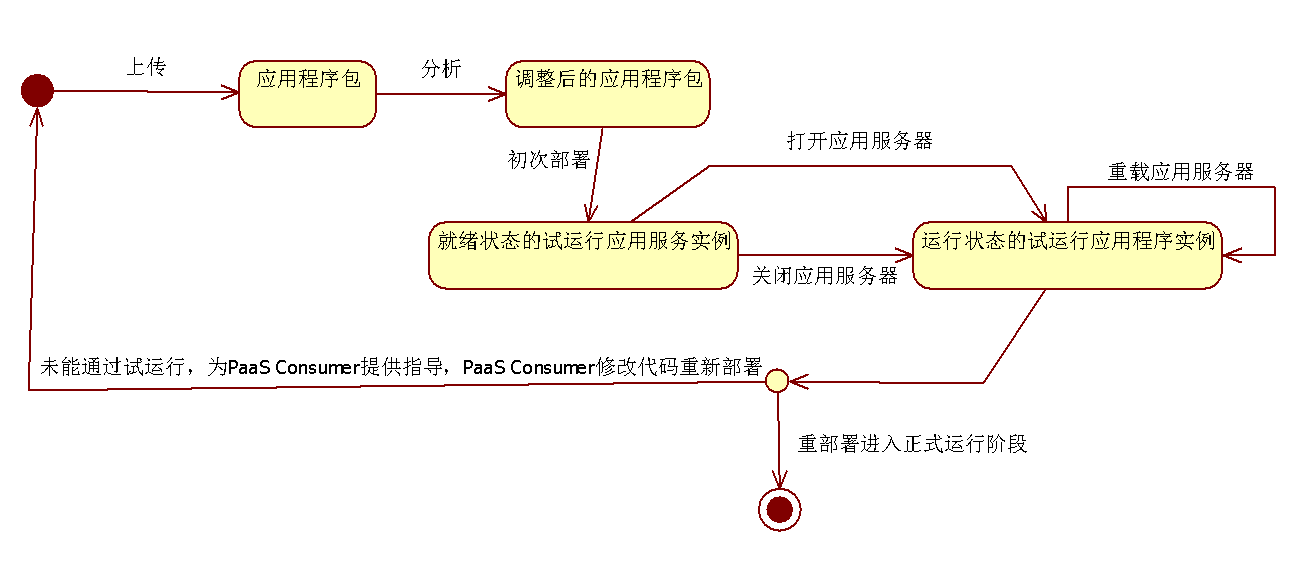 上传
应用程序包
分析
调整后的应用程序包
初次部署
打开应用服务器
重载应用服务器
就绪状态的试运行应用服务实例
关闭应用服务器
运行状态的试运行应用程序实例
未能通过试运行，为PaaS Consumer提供指导，PaaS Consumer修改代码重新部署
重部署进入正式运行阶段